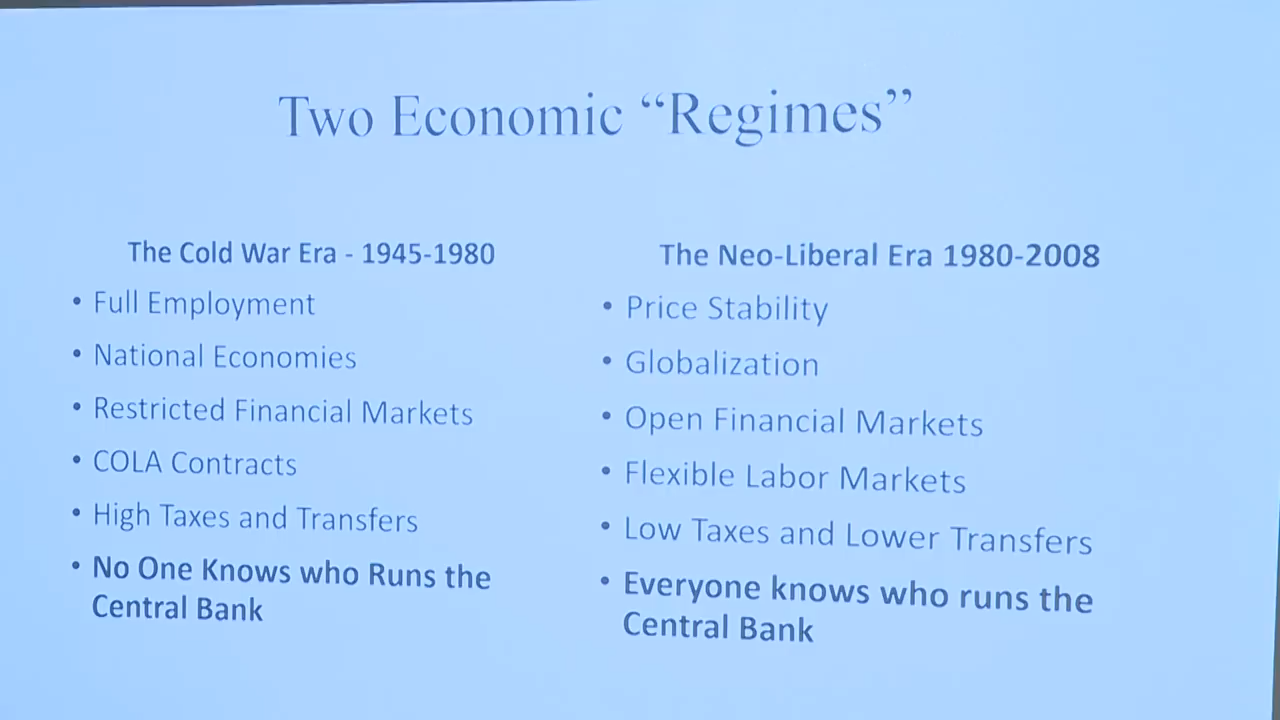 Two Economic “Regimes”
The Cold War Era - 1945-1980
• Full Employment
• National Economies
• Restricted Financial Markets
• COLA Contracts
• High Taxes and Transfers
• No One Knows who Runs the
Central Bank
The Neo-Liberal Era 1980-2008
• Price Stability
• Globalization
• Open Financial Markets
• Flexible Labor Markets
• Low Taxes and Lower Transfers
• Everyone knows who runs the
Central Bank